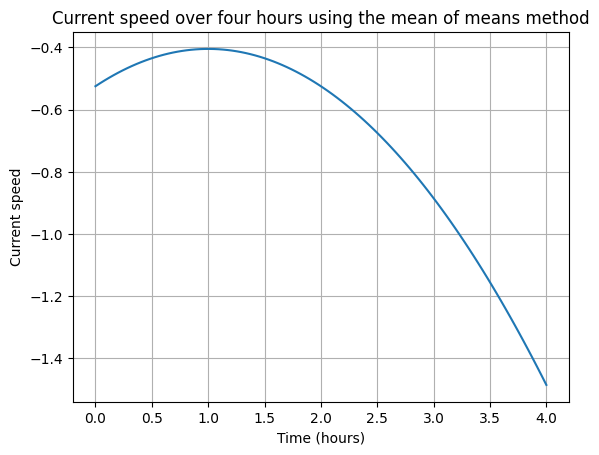 Current speed over four hours using the mean of means method
−0.4
−0.6
−0.8
−1.0
−1.2
−1.4
Current speed
0.0 0.5 1.0 1.5 2.0 2.5 3.0 3.5 4.0
Time (hours)